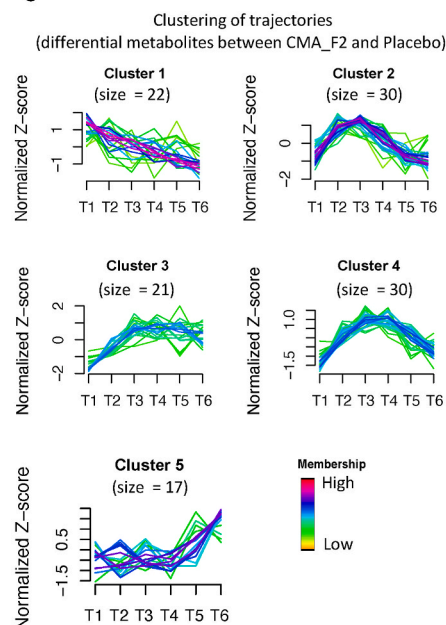 Clustering of trajectories
(differential metabolites between CMA_F2 and Placebo)
Cluster 1
(size = 22)
Normalized Z-score
1
-1
T1 T2 T3 T4 T5 T6
Cluster 2
(size = 30)
Normalized Z-score
0
-2
T1 T2 T3 T4 T5 T6
Cluster 3
(size = 21)
Normalized Z-score
2
0
-2
T1 T2 T3 T4 T5 T6
Cluster 4
(size = 30)
Normalized Z-score
1.0
-1.5
T1 T2 T3 T4 T5 T6
Cluster 5
(size = 17)
Normalized Z-score
0.5
-1.5
T1 T2 T3 T4 T5 T6
Membership
High
Low